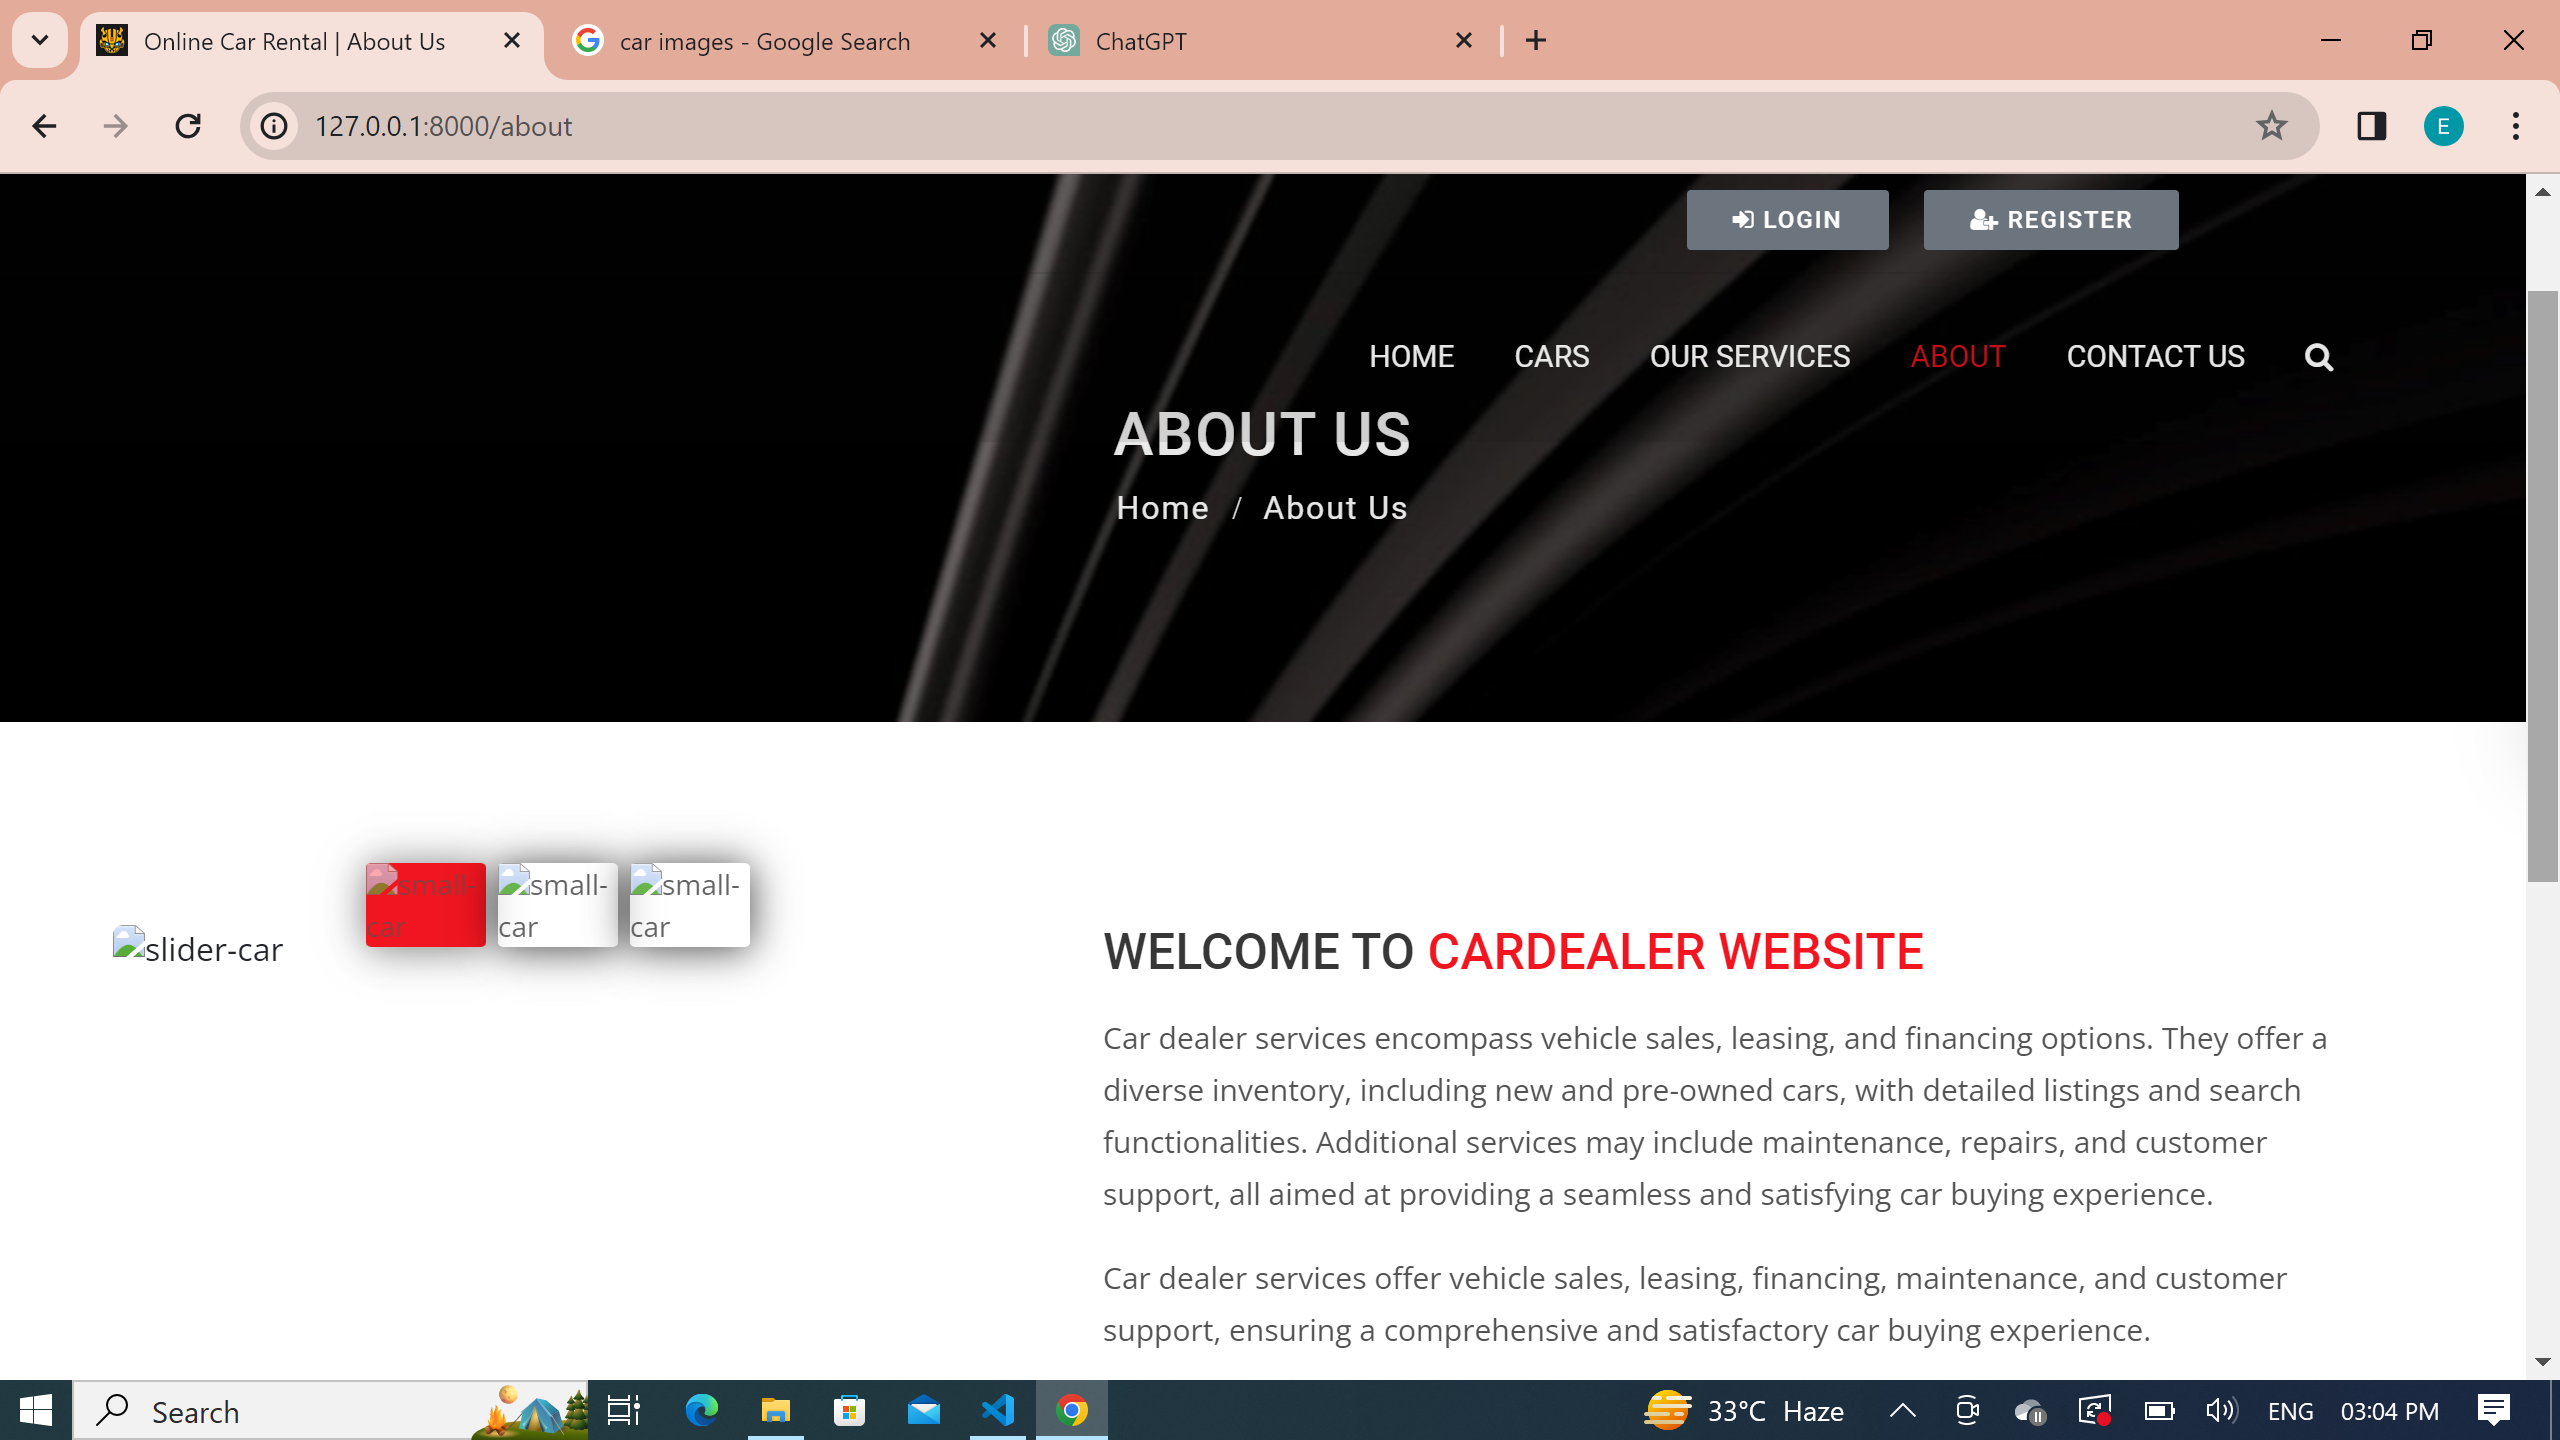 Online Car Rental | About Us
car images - Google Search
ChatGPT
127.0.0.1:8000/about
E
LOGIN
REGISTER
HOME
CARS
OUR SERVICES
ABOUT
CONTACT US
ABOUT US
Home / About Us
small-
car
small-
car
small-
car
slider-car
WELCOME TO CARDEALER WEBSITE
Car dealer services encompass vehicle sales, leasing, and financing options. They offer a
diverse inventory, including new and pre-owned cars, with detailed listings and search
functionalities. Additional services may include maintenance, repairs, and customer
support, all aimed at providing a seamless and satisfying car buying experience.
Car dealer services offer vehicle sales, leasing, financing, maintenance, and customer
support, ensuring a comprehensive and satisfactory car buying experience.
Search
33°C Haze
ENG
03:04 PM